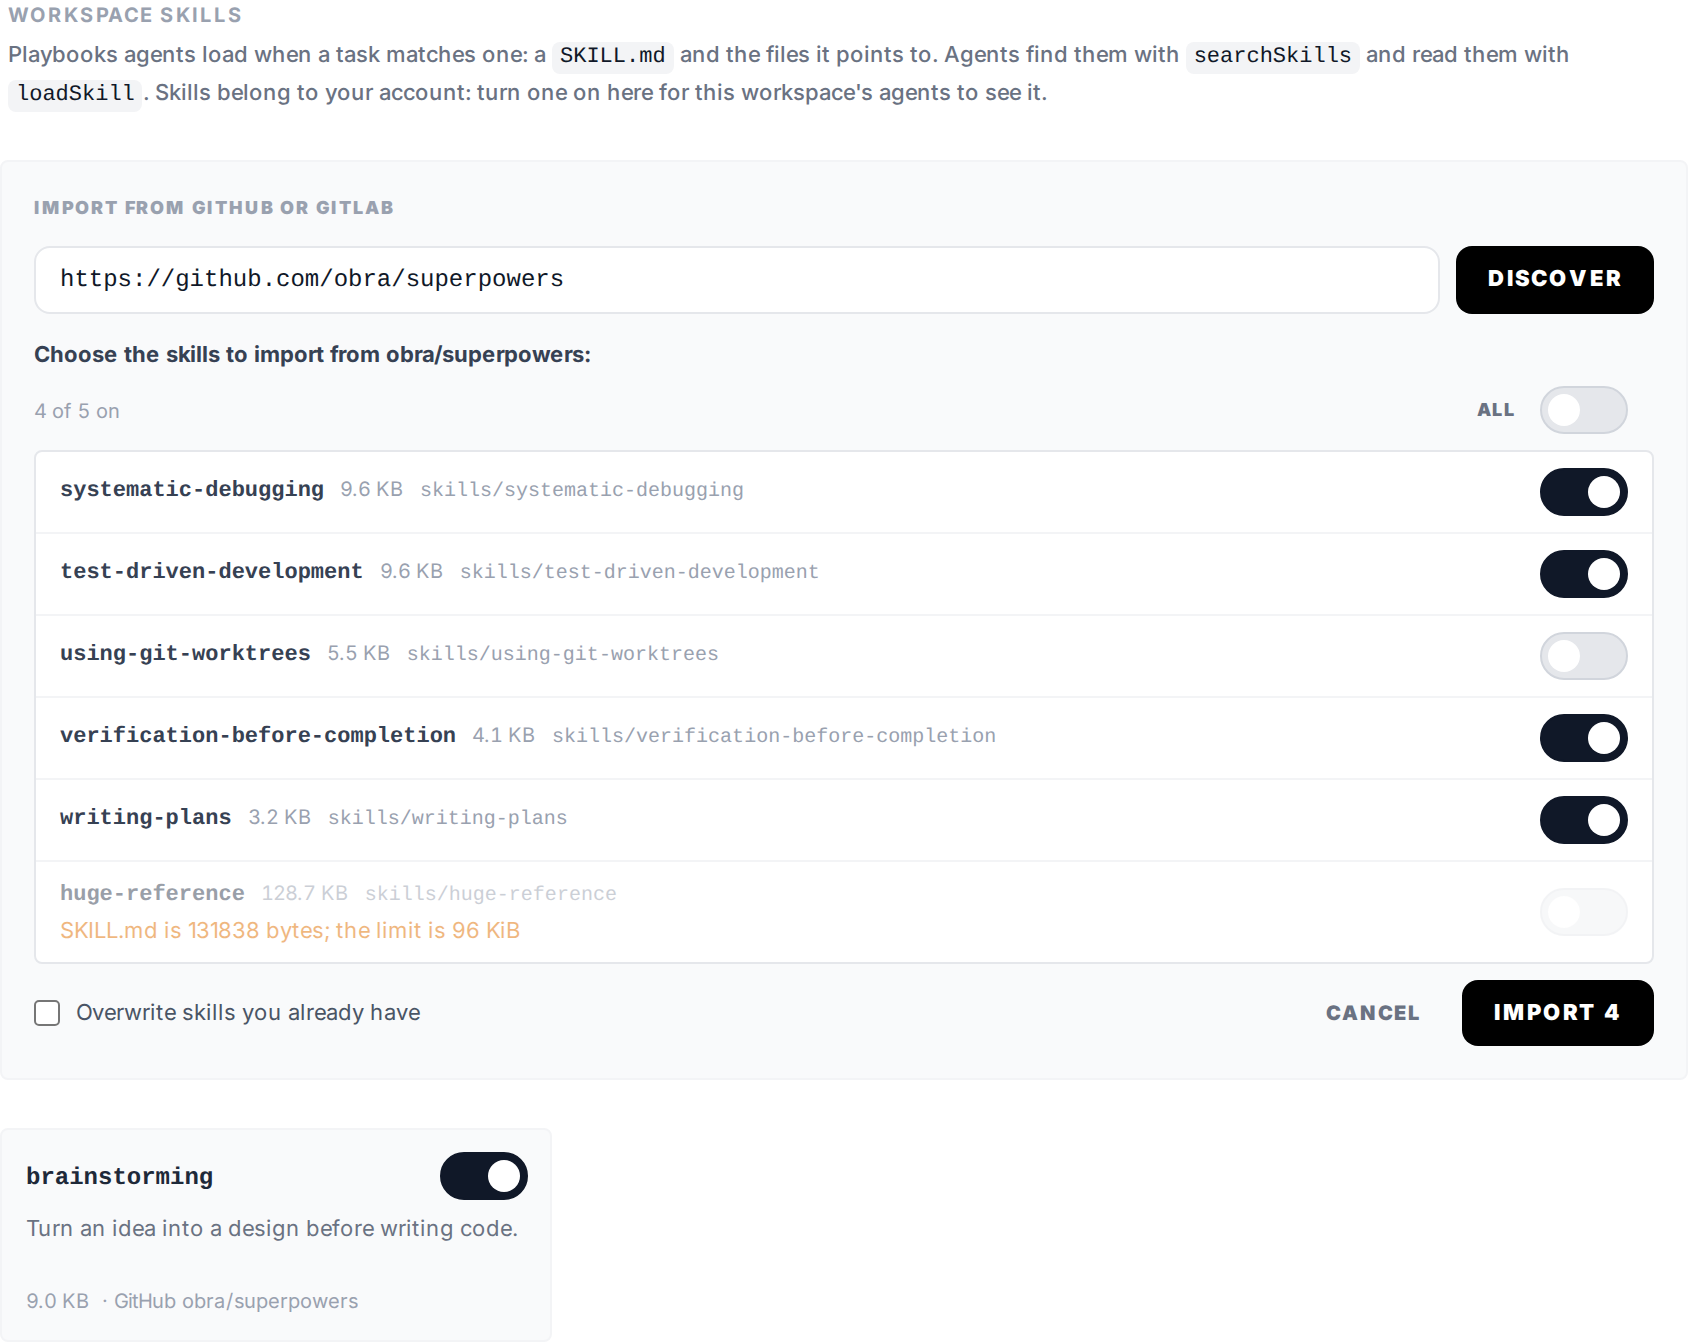 WORKSPACE SKILLS
Playbooks agents load when a task matches one: a SKILL.md and the files it points to. Agents find them with searchSkills and read them with
loadSkill. Skills belong to your account: turn one on here for this workspace's agents to see it.
IMPORT FROM GITHUB OR GITLAB
https://github.com/obra/superpowers
DISCOVER
Choose the skills to import from obra/superpowers:
4 of 5 on
ALL
systematic-debugging 9.6 KB skills/systematic-debugging
test-driven-development 9.6 KB skills/test-driven-development
using-git-worktrees 5.5 KB skills/using-git-worktrees
verification-before-completion 4.1 KB skills/verification-before-completion
writing-plans 3.2 KB skills/writing-plans
huge-reference 128.7 KB skills/huge-reference
SKILL.md is 131838 bytes; the limit is 96 KiB
Overwrite skills you already have
CANCEL
IMPORT 4
brainstorming
Turn an idea into a design before writing code.
9.0 KB · GitHub obra/superpowers